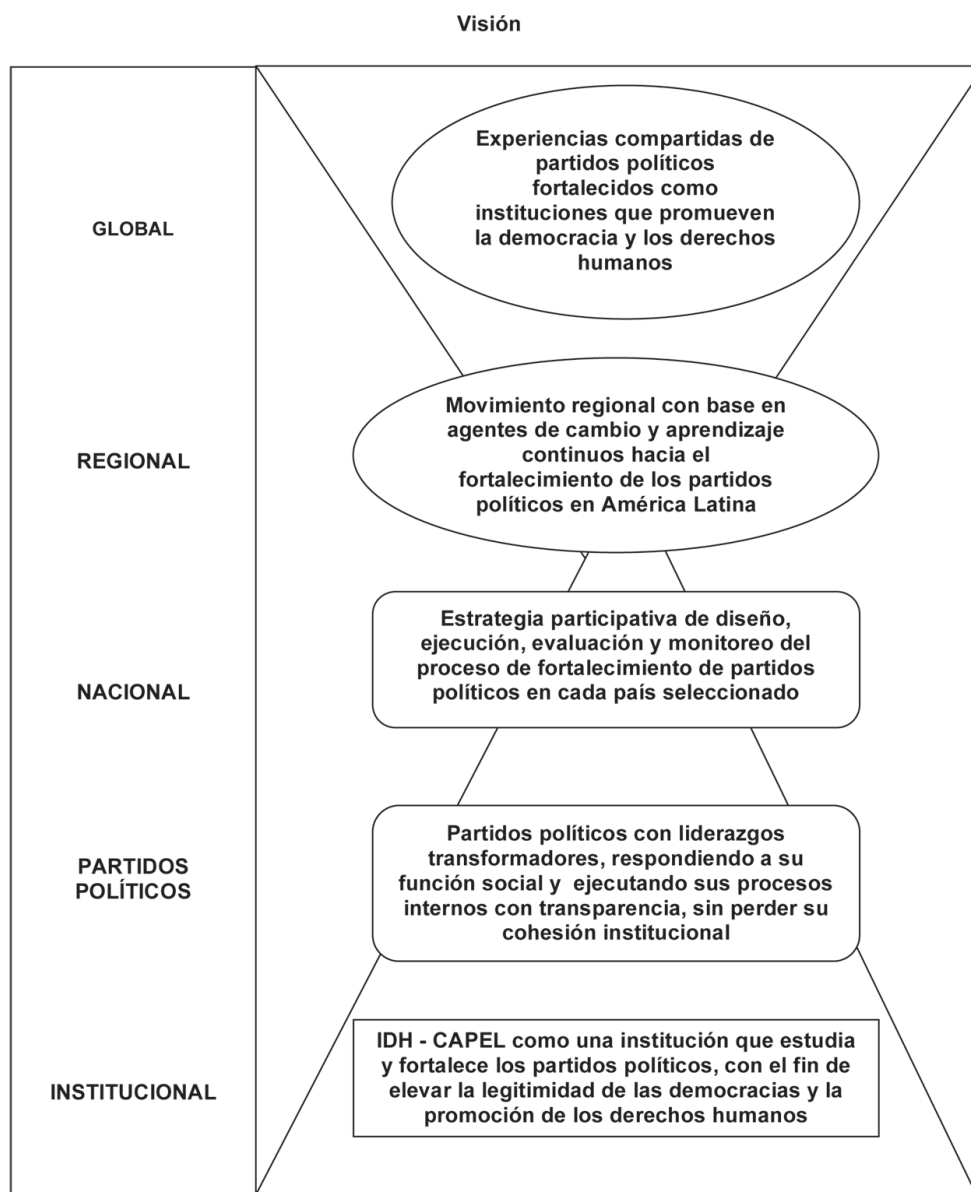 Visión
GLOBAL
Experiencias compartidas de
partidos políticos
fortalecidos como
instituciones que promueven
la democracia y los derechos
humanos
REGIONAL
Movimiento regional con base en
agentes de cambio y aprendizaje
continuos hacia el
fortalecimiento de los partidos
políticos en América Latina
NACIONAL
Estrategia participativa de diseño,
ejecución, evaluación y monitoreo del
proceso de fortalecimiento de partidos
políticos en cada país seleccionado
PARTIDOS
POLÍTICOS
Partidos políticos con liderazgos
transformadores, respondiendo a su
función social y ejecutando sus procesos
internos con transparencia, sin perder su
cohesión institucional
INSTITUCIONAL
IDH - CAPEL como una institución que estudia
y fortalece los partidos políticos, con el fin de
elevar la legitimidad de las democracias y la
promoción de los derechos humanos